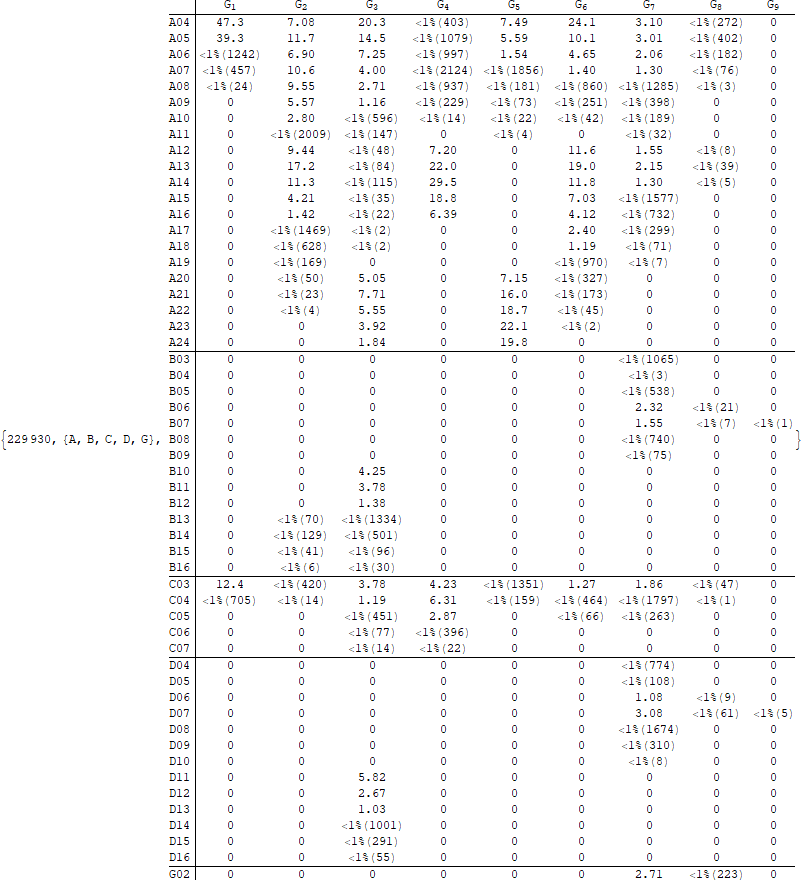 G₁ G₂ G₃ G₄ G₅ G₆ G₇ G₈ G₉
A04 47.3 7.08 20.3 <1%(403) 7.49 24.1 3.10 <1%(272) 0
A05 39.3 11.7 14.5 <1%(1079) 5.59 10.1 3.01 <1%(402) 0
A06 <1%(1242) 6.90 7.25 <1%(997) 1.54 4.65 2.06 <1%(182) 0
A07 <1%(457) 10.6 4.00 <1%(2124) <1%(1856) 1.40 1.30 <1%(76) 0
A08 <1%(24) 9.55 2.71 <1%(937) <1%(181) <1%(860) <1%(1285) <1%(3) 0
A09 0 5.57 1.16 <1%(229) <1%(73) <1%(251) <1%(398) 0 0
A10 0 2.80 <1%(596) <1%(14) <1%(22) <1%(42) <1%(189) 0 0
A11 0 <1%(2009) <1%(147) 0 <1%(4) 0 <1%(32) 0 0
A12 0 9.44 <1%(48) 7.20 0 11.6 1.55 <1%(8) 0
A13 0 17.2 <1%(84) 22.0 0 19.0 2.15 <1%(39) 0
A14 0 11.3 <1%(115) 29.5 0 11.8 1.30 <1%(5) 0
A15 0 4.21 <1%(35) 18.8 0 7.03 <1%(1577) 0 0
A16 0 1.42 <1%(22) 6.39 0 4.12 <1%(732) 0 0
A17 0 <1%(1469) <1%(2) 0 0 2.40 <1%(299) 0 0
A18 0 <1%(628) <1%(2) 0 0 1.19 <1%(71) 0 0
A19 0 <1%(169) 0 0 0 <1%(970) <1%(7) 0 0
A20 0 <1%(50) 5.05 0 7.15 <1%(327) 0 0 0
A21 0 <1%(23) 7.71 0 16.0 <1%(173) 0 0 0
A22 0 <1%(4) 5.55 0 18.7 <1%(45) 0 0 0
A23 0 0 3.92 0 22.1 <1%(2) 0 0 0
A24 0 0 1.84 0 19.8 0 0 0 0
B03 0 0 0 0 0 0 <1%(1065) 0 0
B04 0 0 0 0 0 0 <1%(3) 0 0
B05 0 0 0 0 0 0 <1%(538) 0 0
B06 0 0 0 0 0 0 2.32 <1%(21) 0
B07 0 0 0 0 0 0 1.55 <1%(7) <1%(1)
{229930, {A, B, C, D, G}, B08 0 0 0 0 0 0 <1%(740) 0 0 }
B09 0 0 0 0 0 0 <1%(75) 0 0
B10 0 0 4.25 0 0 0 0 0 0
B11 0 0 3.78 0 0 0 0 0 0
B12 0 0 1.38 0 0 0 0 0 0
B13 0 <1%(70) <1%(1334) 0 0 0 0 0 0
B14 0 <1%(129) <1%(501) 0 0 0 0 0 0
B15 0 <1%(41) <1%(96) 0 0 0 0 0 0
B16 0 <1%(6) <1%(30) 0 0 0 0 0 0
C03 12.4 <1%(420) 3.78 4.23 <1%(1351) 1.27 1.86 <1%(47) 0
C04 <1%(705) <1%(14) 1.19 6.31 <1%(159) <1%(464) <1%(1797) <1%(1) 0
C05 0 0 <1%(451) 2.87 0 <1%(66) <1%(263) 0 0
C06 0 0 <1%(77) <1%(396) 0 0 0 0 0
C07 0 0 <1%(14) <1%(22) 0 0 0 0 0
D04 0 0 0 0 0 0 <1%(774) 0 0
D05 0 0 0 0 0 0 <1%(108) 0 0
D06 0 0 0 0 0 0 1.08 <1%(9) 0
D07 0 0 0 0 0 0 3.08 <1%(61) <1%(5)
D08 0 0 0 0 0 0 <1%(1674) 0 0
D09 0 0 0 0 0 0 <1%(310) 0 0
D10 0 0 0 0 0 0 <1%(8) 0 0
D11 0 0 5.82 0 0 0 0 0 0
D12 0 0 2.67 0 0 0 0 0 0
D13 0 0 1.03 0 0 0 0 0 0
D14 0 0 <1%(1001) 0 0 0 0 0 0
D15 0 0 <1%(291) 0 0 0 0 0 0
D16 0 0 <1%(55) 0 0 0 0 0 0
G02 0 0 0 0 0 0 2.71 <1%(223) 0